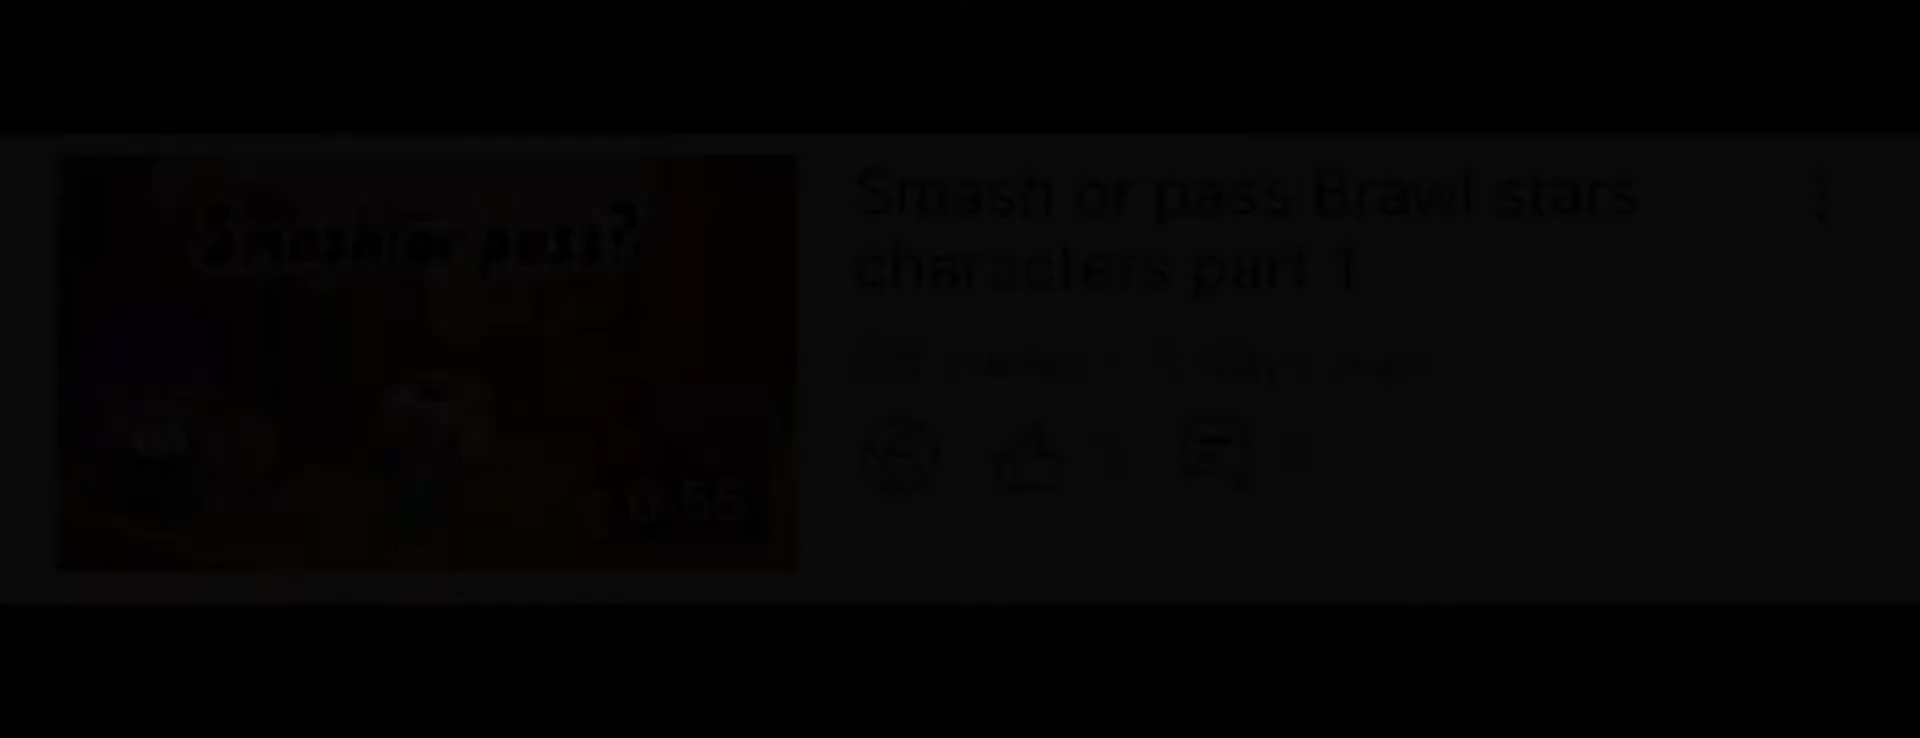 Smash or pass?
0:55
Smash or pass Brawl stars
characters part 1